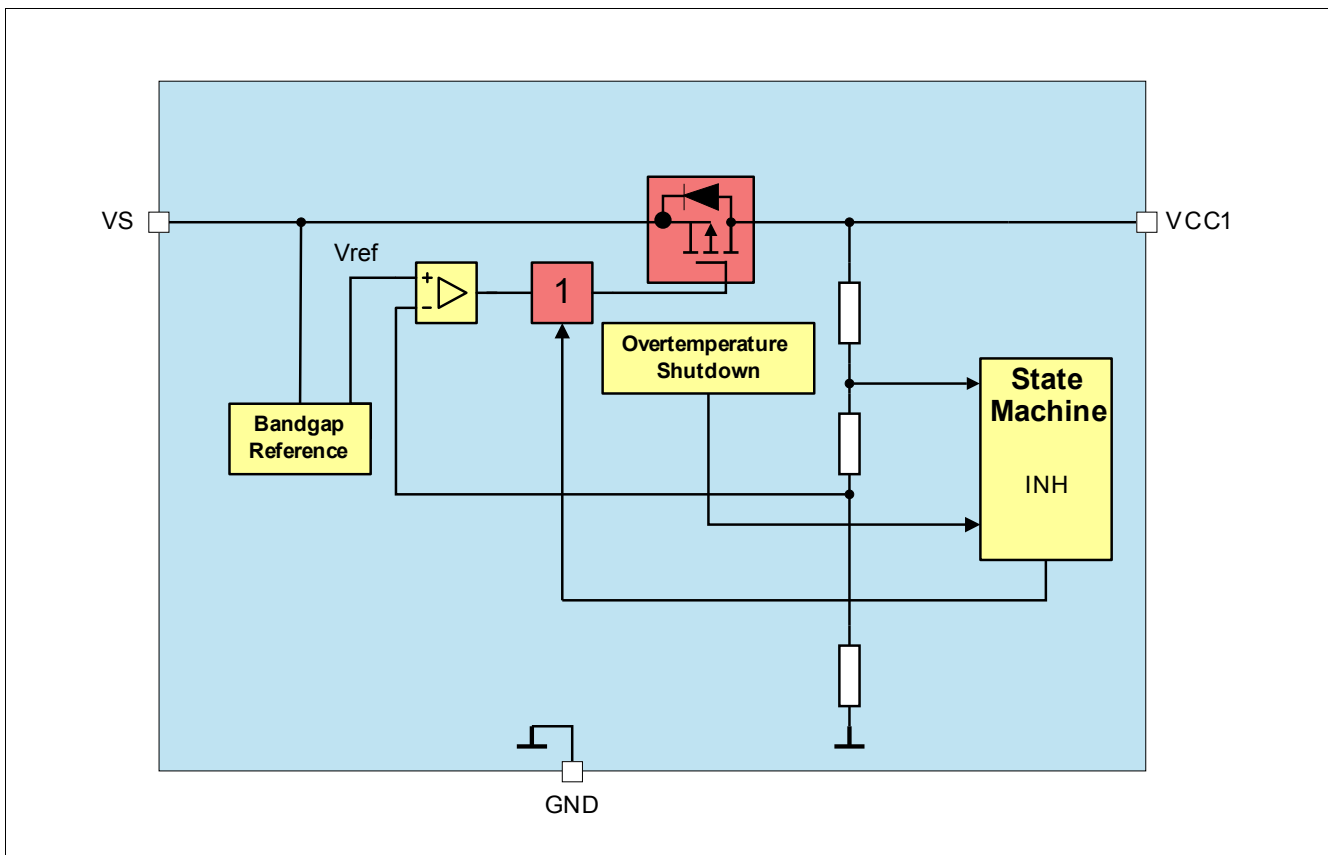 VS
VCC1
Vref
+
-
1
Overtemperature
Shutdown
State
Machine
INH
Bandgap
Reference
GND